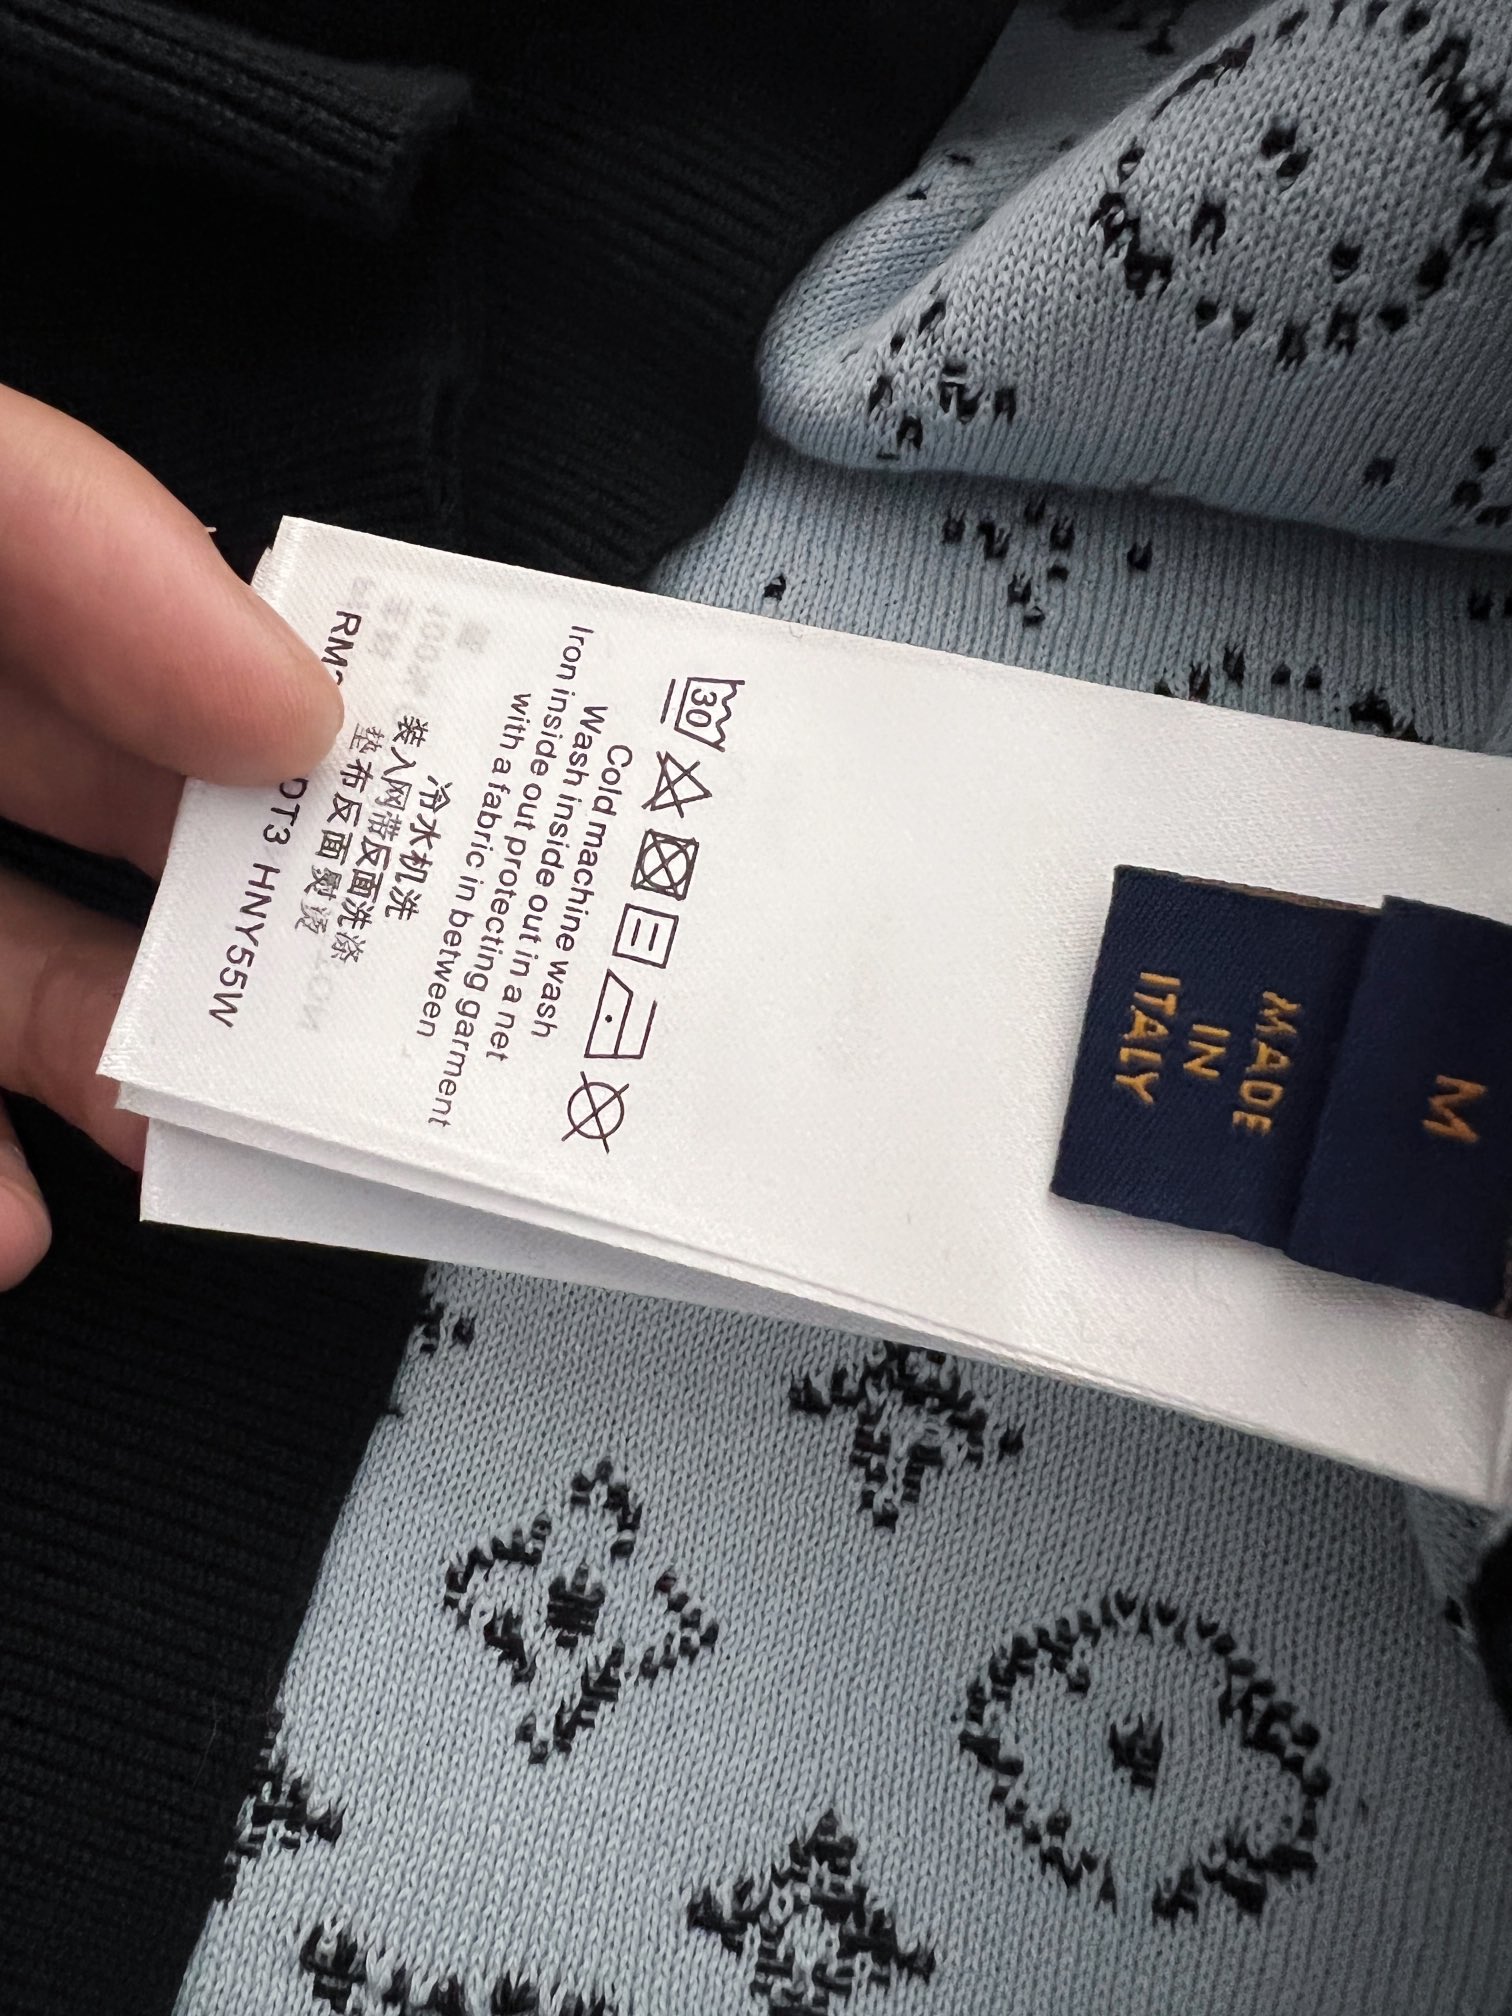 30
Cold machine wash
Wash inside out in a net
Iron inside out protecting garment
with a fabric in between
冷水机洗
装入网带反面洗涤
垫布反面熨烫
HNY55W
MADE
IN
ITALY
M